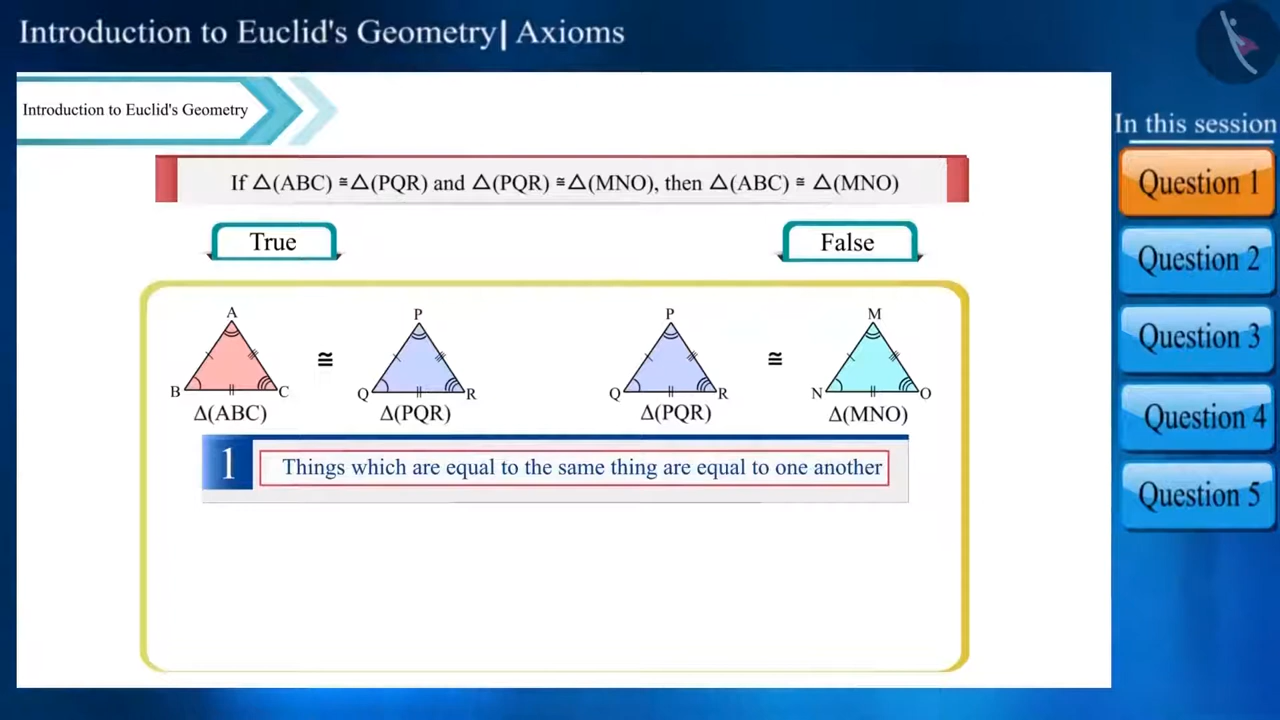 Introduction to Euclid's Geometry| Axioms
Introduction to Euclid's Geometry
In this session
If △(ABC) ≅ △(PQR) and △(PQR) ≅ △(MNO), then △(ABC) ≅ △(MNO)
True
False
Question 1
Question 2
Question 3
Question 4
Question 5
A
P
P
M
≅
≅
B
C
Q
R
Q
R
N
O
Δ(ABC)
Δ(PQR)
Δ(PQR)
Δ(MNO)
1
Things which are equal to the same thing are equal to one another